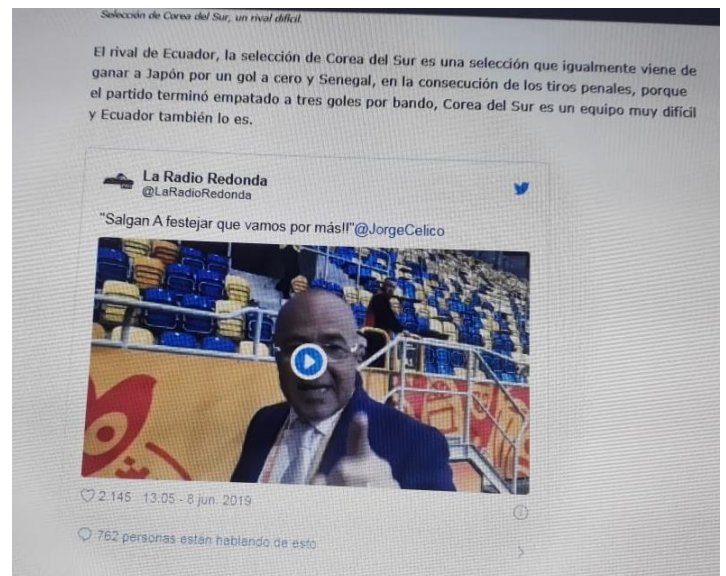 Selección de Corea del Sur, un rival difícil.
El rival de Ecuador, la selección de Corea del Sur es una selección que igualmente viene de
ganar a Japón por un gol a cero y Senegal, en la consecución de los tiros penales, porque
el partido terminó empatado a tres goles por bando, Corea del Sur es un equipo muy difícil
y Ecuador también lo es.
La Radio Redonda
@LaRadioRedonda
"Salgan A festejar que vamos por más!!"@JorgeCelico
2.145 13:05 - 8 jun. 2019
762 personas están hablando de esto